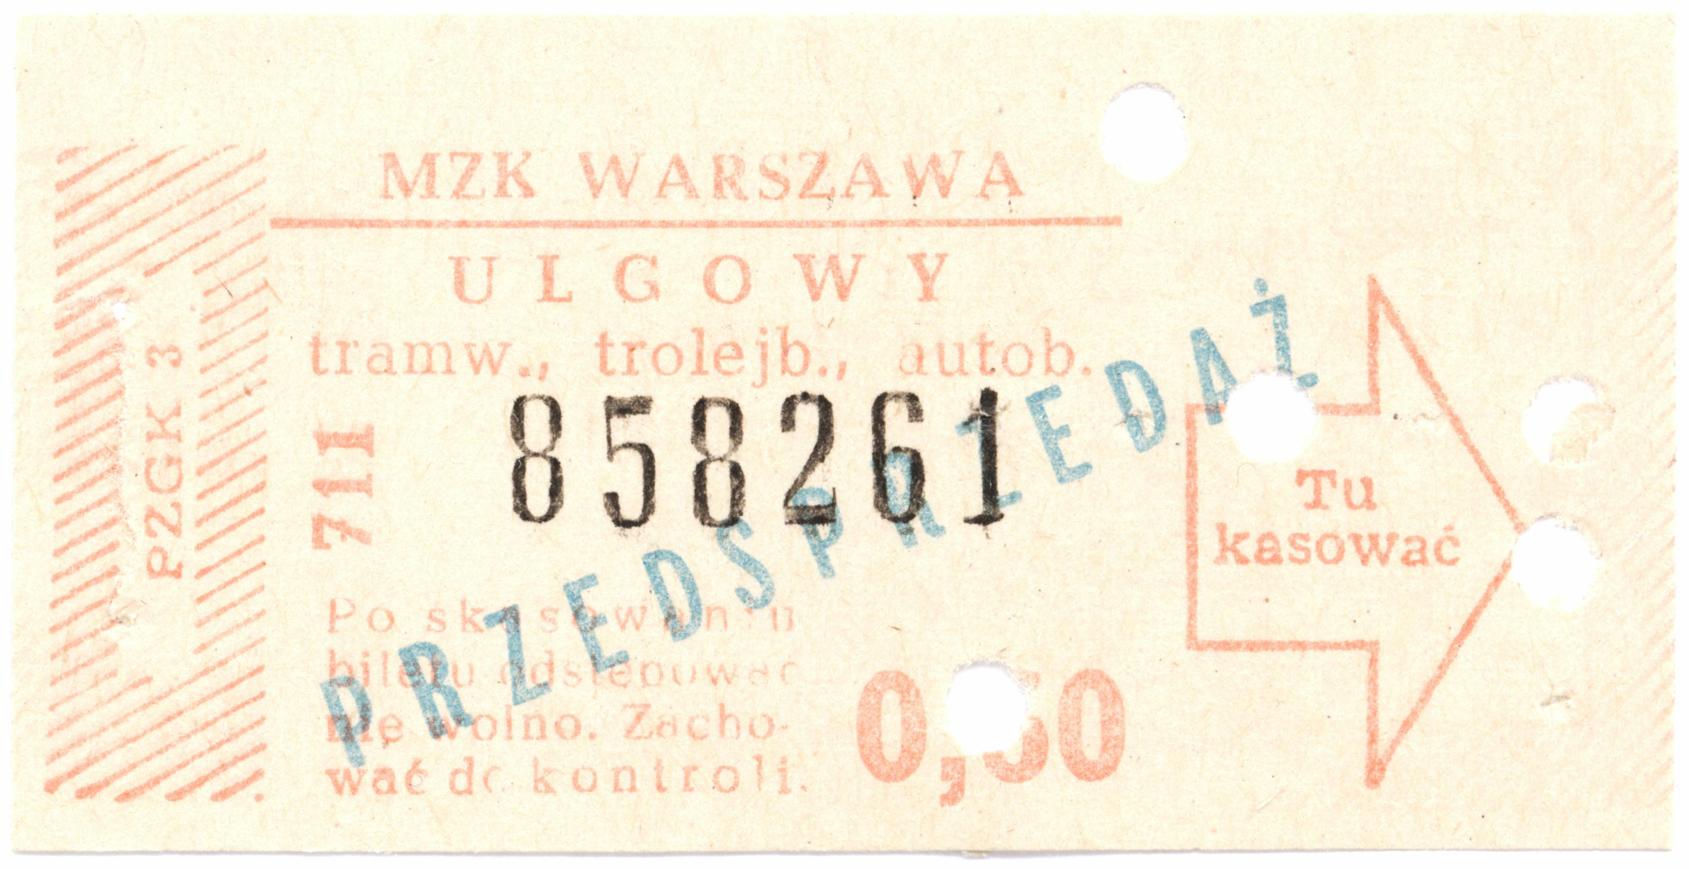 MZK WARSZAWA
ULGOWY
tramw., trolejb., autob.
858261
711
PZGK 3
PRZEDSPRZEDAŻ
Tu
kasować
Po skasowaniu
biletu odstępować
nie wolno. Zacho-
wać do kontroli.
0,50